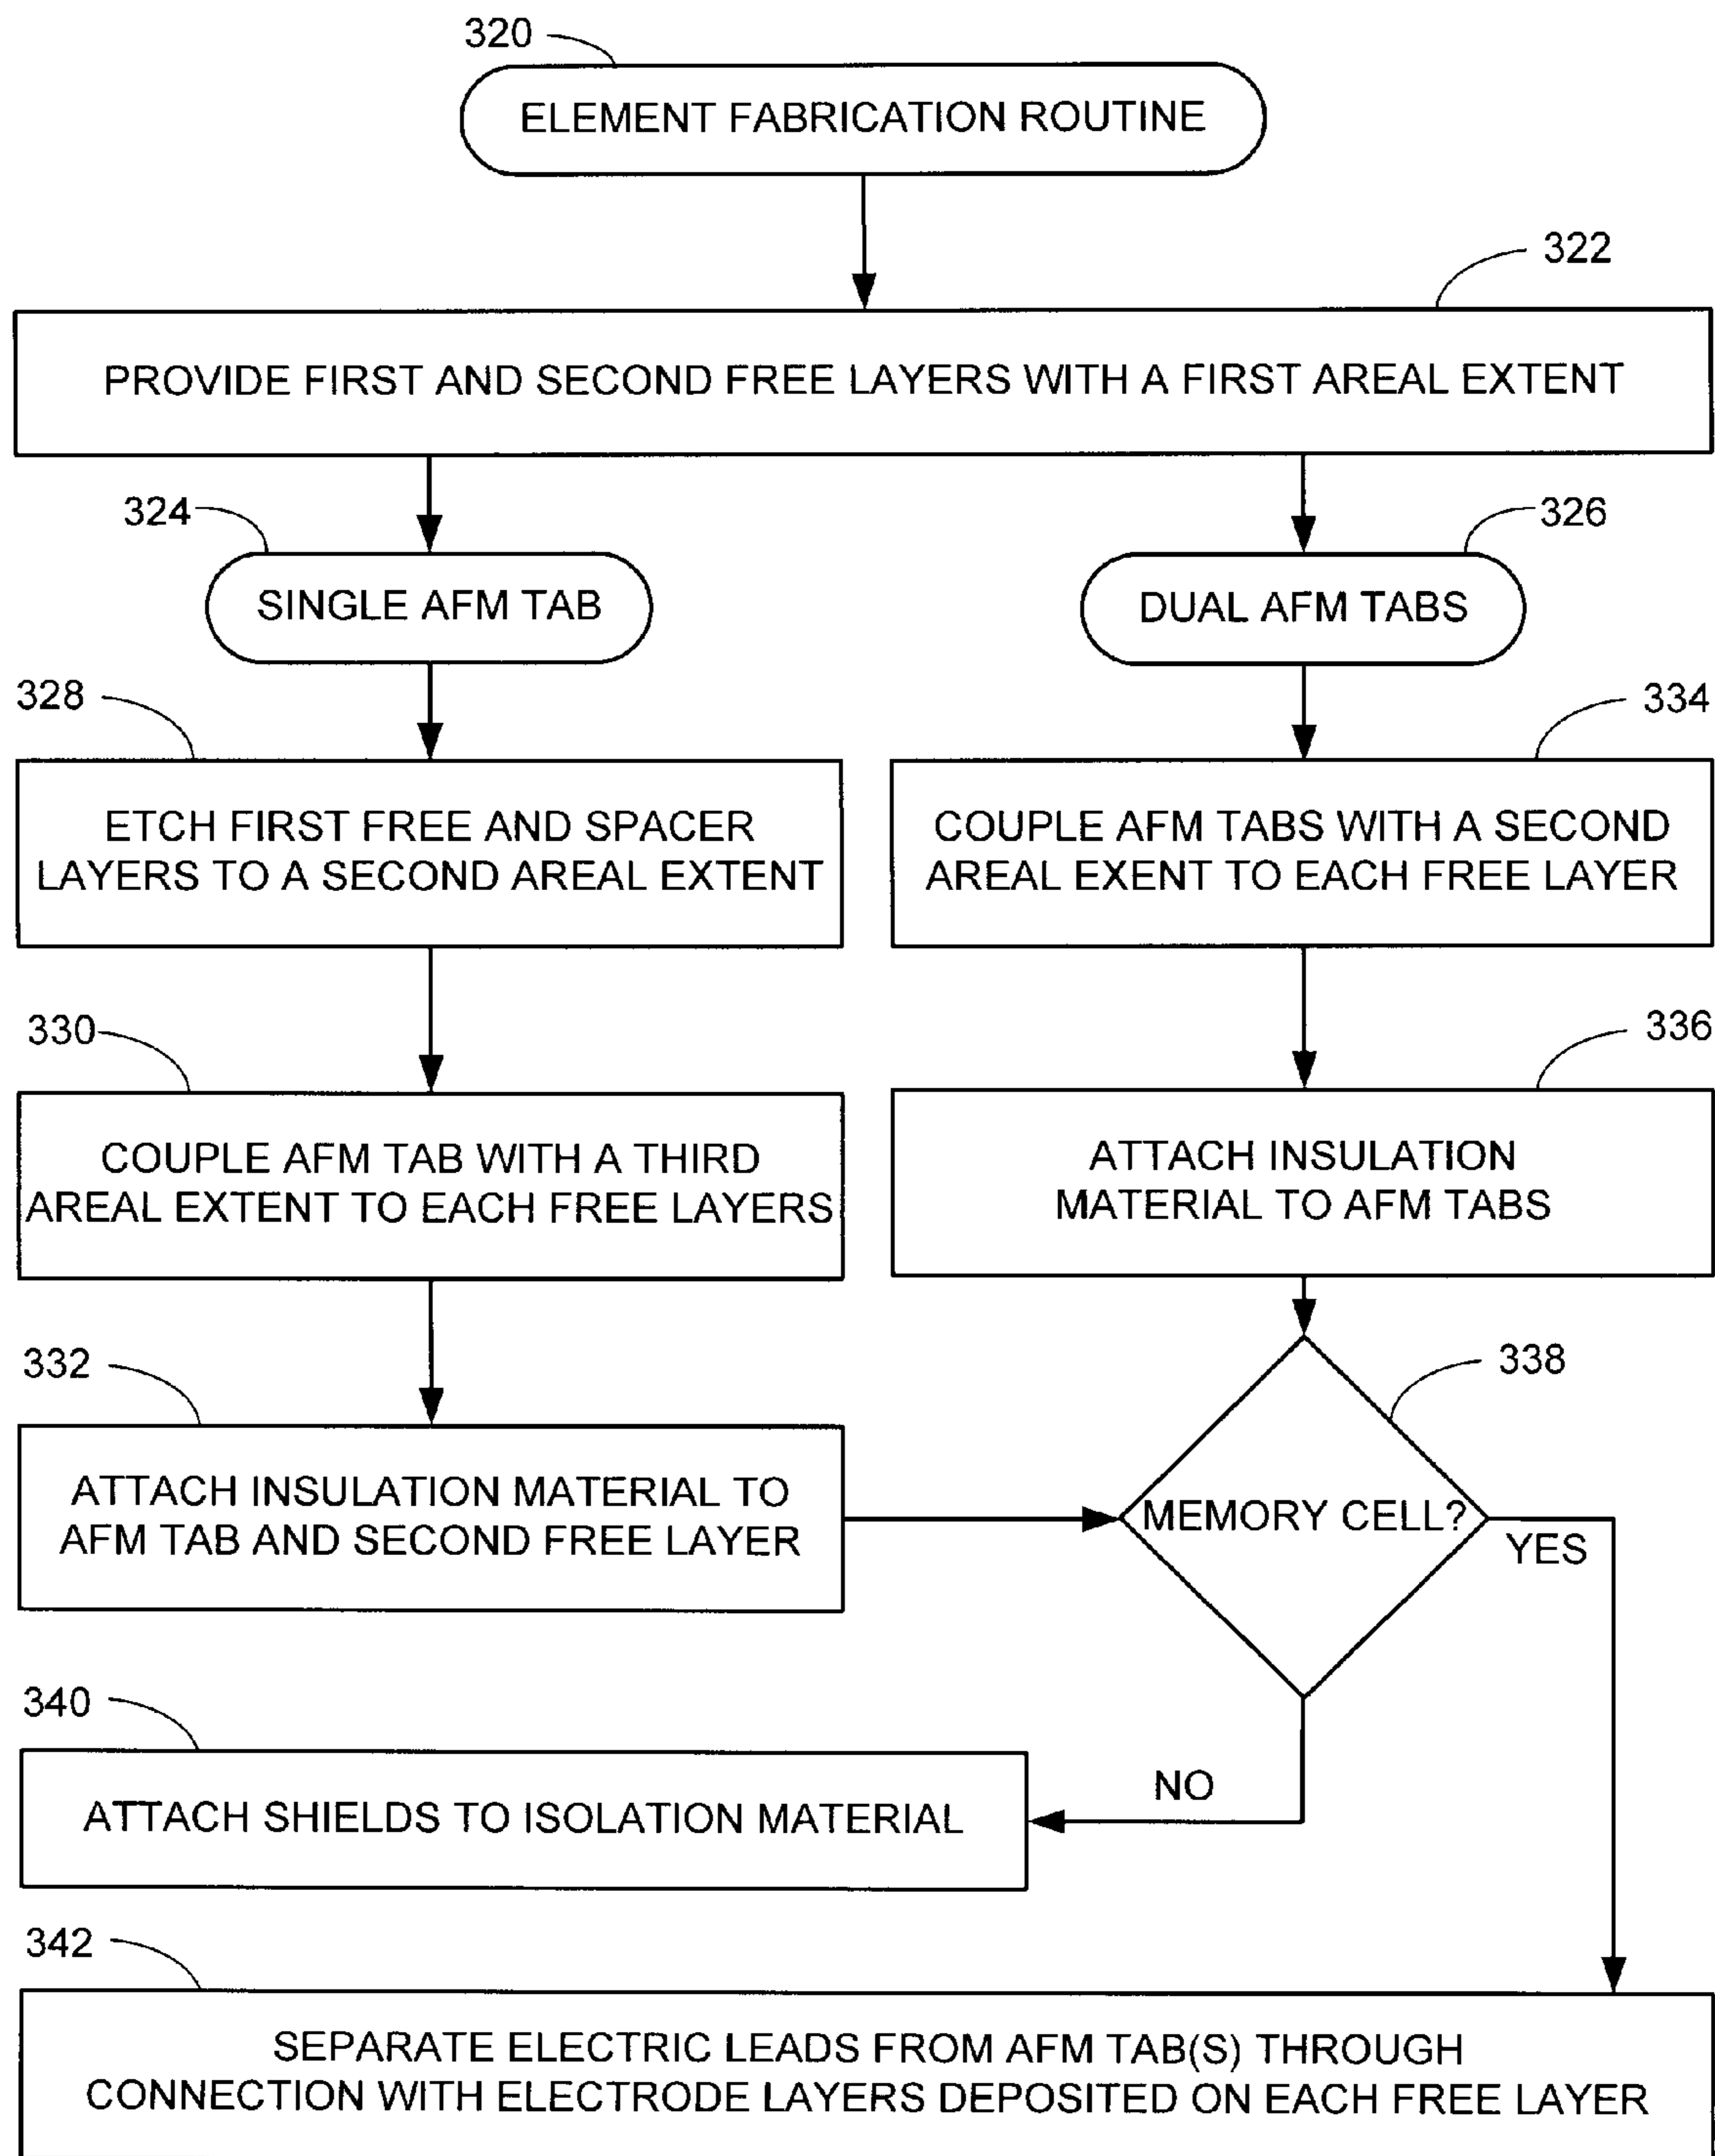 320
ELEMENT FABRICATION ROUTINE
322
PROVIDE FIRST AND SECOND FREE LAYERS WITH A FIRST AREAL EXTENT
324
326
SINGLE AFM TAB
DUAL AFM TABS
328
334
ETCH FIRST FREE AND SPACER
LAYERS TO A SECOND AREAL EXTENT
COUPLE AFM TABS WITH A SECOND
AREAL EXENT TO EACH FREE LAYER
330
336
COUPLE AFM TAB WITH A THIRD
AREAL EXTENT TO EACH FREE LAYERS
ATTACH INSULATION
MATERIAL TO AFM TABS
332
338
ATTACH INSULATION MATERIAL TO
AFM TAB AND SECOND FREE LAYER
MEMORY CELL?
YES
340
NO
ATTACH SHIELDS TO ISOLATION MATERIAL
342
SEPARATE ELECTRIC LEADS FROM AFM TAB(S) THROUGH
CONNECTION WITH ELECTRODE LAYERS DEPOSITED ON EACH FREE LAYER